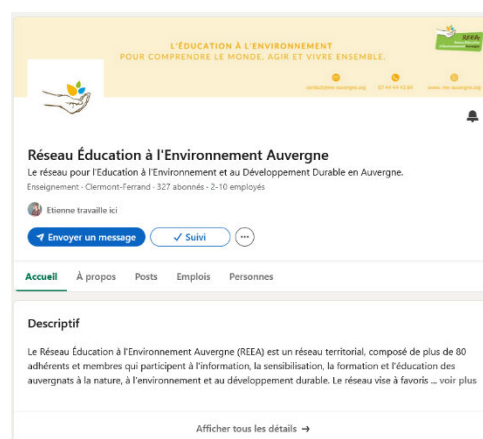 L'ÉDUCATION À L'ENVIRONNEMENT
POUR COMPRENDRE LE MONDE, AGIR ET VIVRE ENSEMBLE.
REEA
Réseau Éducation à l'Environnement Auvergne
Le réseau pour l'Education à l'Environnement et au Développement Durable en Auvergne.
Enseignement · Clermont-Ferrand · 327 abonnés · 2-10 employés
Etienne travaille ici
Envoyer un message
Suivi
Accueil À propos Posts Emplois Personnes
Descriptif
Le Réseau Éducation à l'Environnement Auvergne (REEA) est un réseau territorial, composé de plus de 80
adhérents et membres qui participent à l'information, la sensibilisation, la formation et l'éducation des
auvergnats à la nature, à l'environnement et au développement durable. Le réseau vise à favoris ... voir plus
Afficher tous les détails →